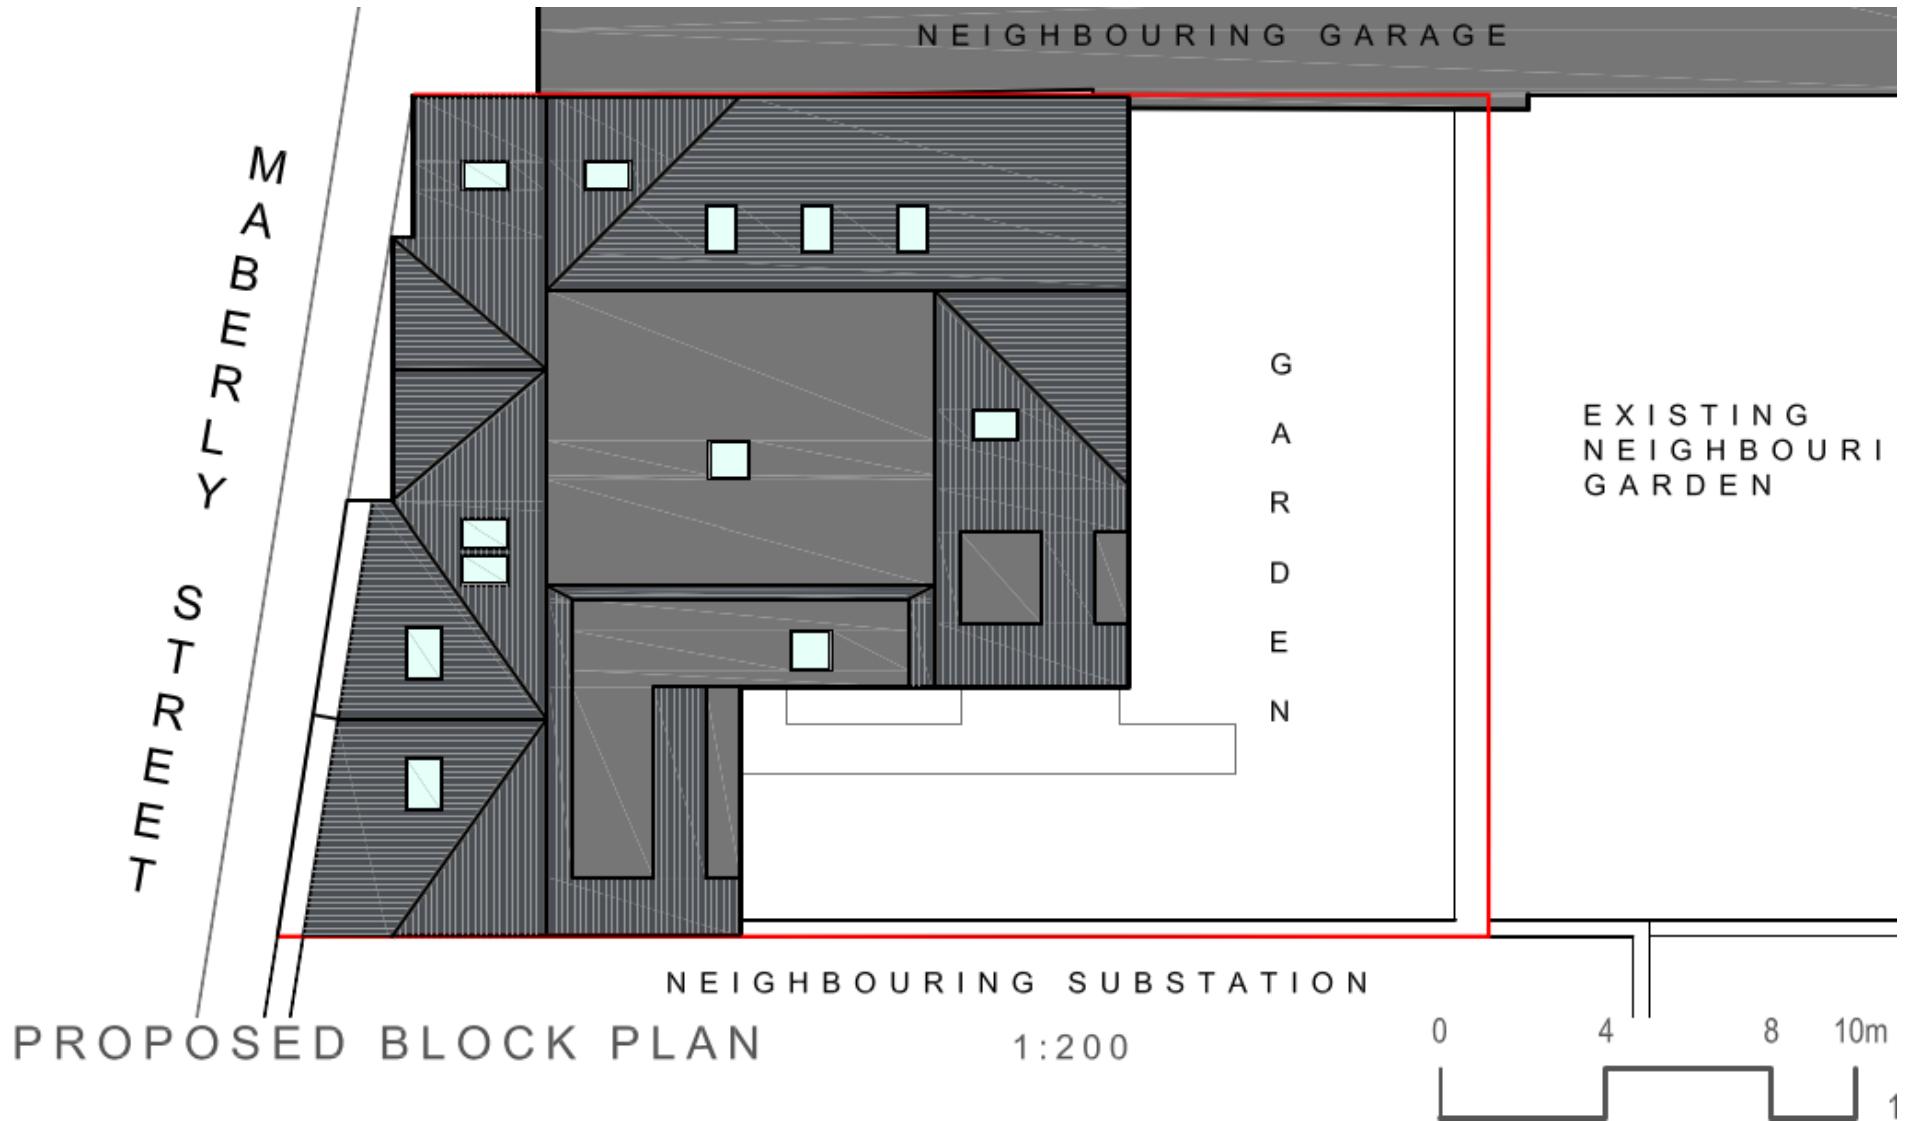 NEIGHBOURING GARAGE
MABERLY STREET
GARDEN
EXISTING
NEIGHBOURI
GARDEN
NEIGHBOURING SUBSTATION
PROPOSED BLOCK PLAN
1:200
0 4 8 10m
1